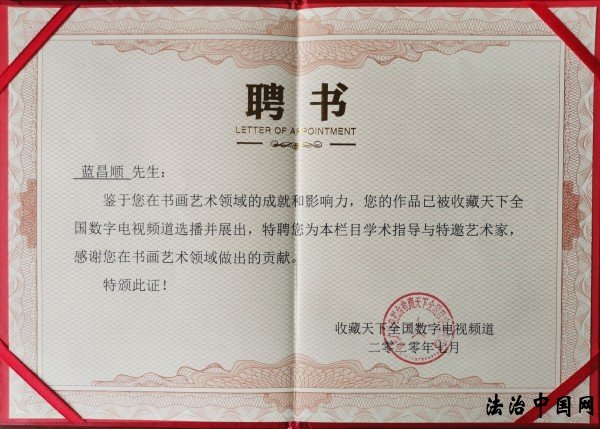 聘书
LETTER OF APPOINTMENT
蓝昌顺 先生：
鉴于您在书画艺术领域的成就和影响力，您的作品已被收藏天下全
国数字电视频道选播并展出，特聘您为本栏目学术指导与特邀艺术家，
感谢您在书画艺术领域做出的贡献。
特颁此证！
收藏天下全国数字电视频道
二零二零年七月
法治中国网